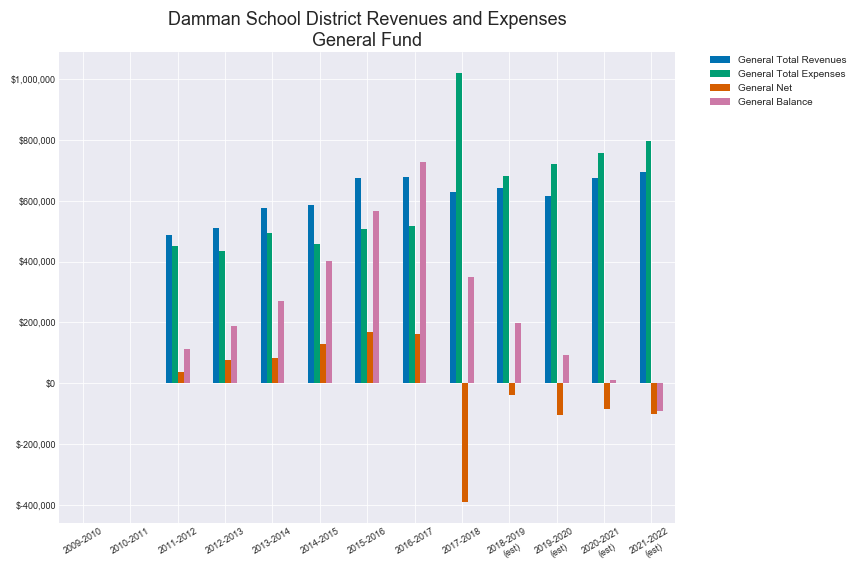 Damman School District Revenues and Expenses
General Fund
General Total Revenues
General Total Expenses
General Net
General Balance
$1,000,000
$800,000
$600,000
$400,000
$200,000
$0
$-200,000
$-400,000
2009-2010
2010-2011
2011-2012
2012-2013
2013-2014
2014-2015
2015-2016
2016-2017
2017-2018
2018-2019
(est)
2019-2020
(est)
2020-2021
(est)
2021-2022
(est)